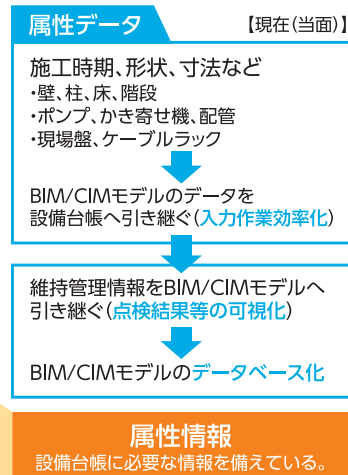 属性データ
【現在(当面)】
施工時期、形状、寸法など
・壁、柱、床、階段
・ポンプ、かき寄せ機、配管
・現場盤、ケーブルラック
BIM/CIMモデルのデータを
設備台帳へ引き継ぐ(入力作業効率化)
維持管理情報をBIM/CIMモデルへ
引き継ぐ(点検結果等の可視化)
BIM/CIMモデルのデータベース化
属性情報
設備台帳に必要な情報を備えている。